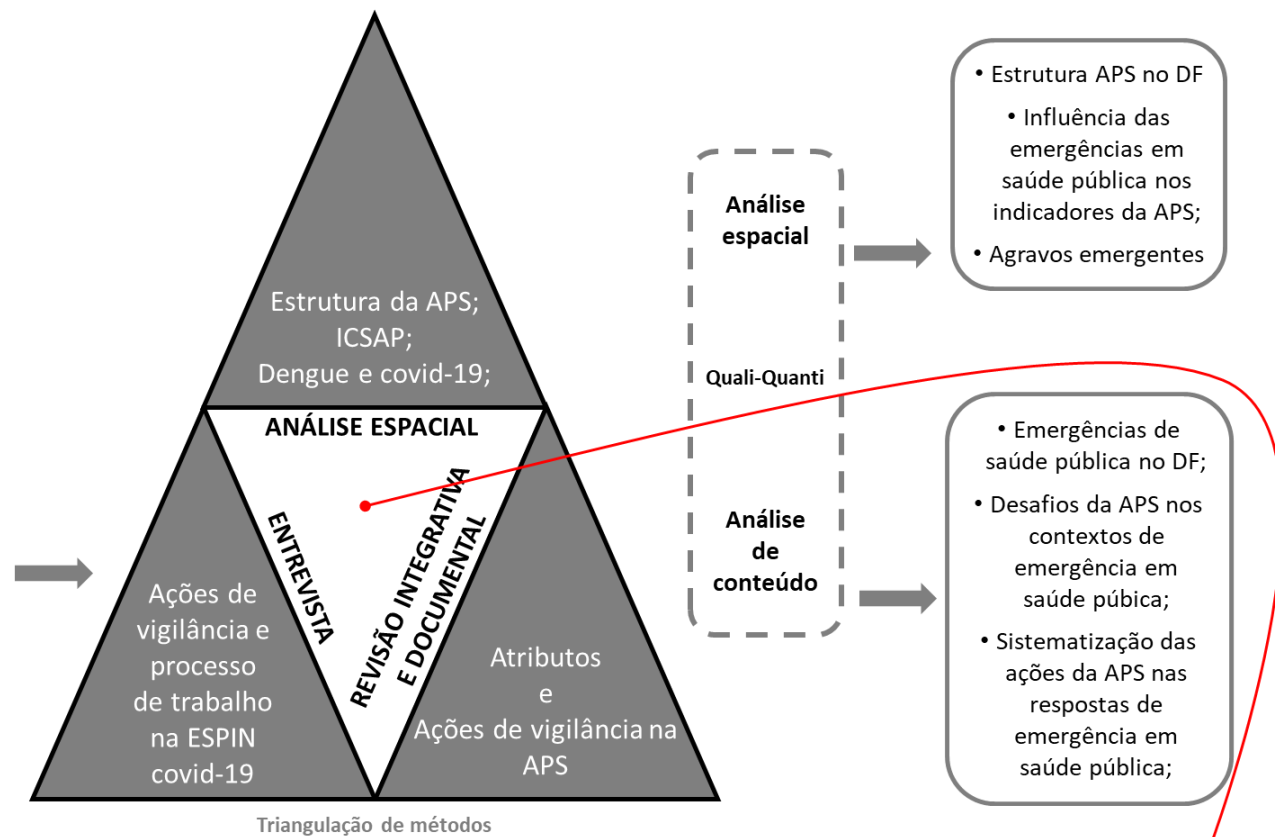 Estrutura da APS;
ICSAP;
Dengue e covid-19;
ANÁLISE ESPACIAL
ENTREVISTA
REVISÃO INTEGRATIVA
E DOCUMENTAL
Ações de
vigilância e
processo
de trabalho
na ESPIN
covid-19
Atributos
e
Ações de vigilância na
APS
Triangulação de métodos
Análise
espacial
Quali-Quanti
Análise
de
conteúdo
• Estrutura APS no DF
• Influência das
emergências em
saúde pública nos
indicadores da APS;
• Agravos emergentes
• Emergências de
saúde pública no DF;
• Desafios da APS nos
contextos de
emergência em
saúde púbica;
• Sistematização das
ações da APS nas
respostas de
emergência em
saúde pública;